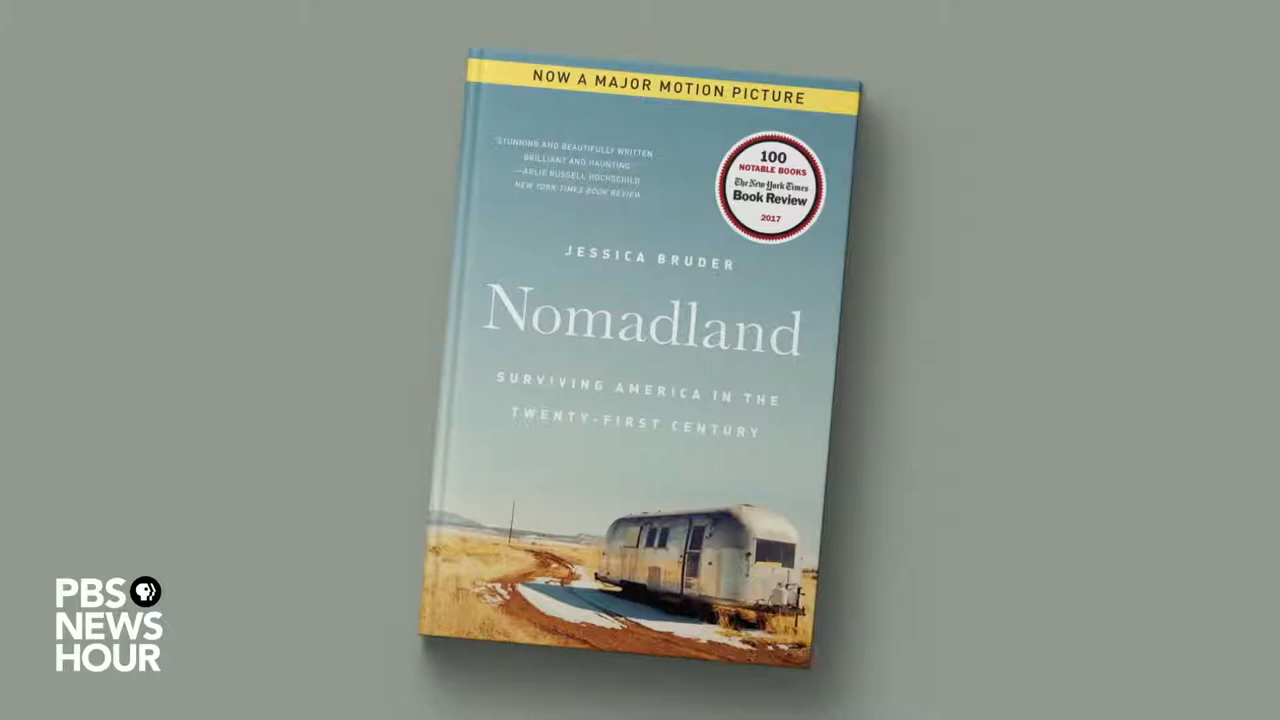 NOW A MAJOR MOTION PICTURE
"STUNNING AND BEAUTIFULLY WRITTEN
BRILLIANT AND HAUNTING."
—ARLIE RUSSELL HOCHSCHILD
NEW YORK TIMES BOOK REVIEW
100
NOTABLE BOOKS
The New York Times
Book Review
2017
JESSICA BRUDER
Nomadland
SURVIVING AMERICA IN THE
TWENTY-FIRST CENTURY
PBS
NEWS
HOUR